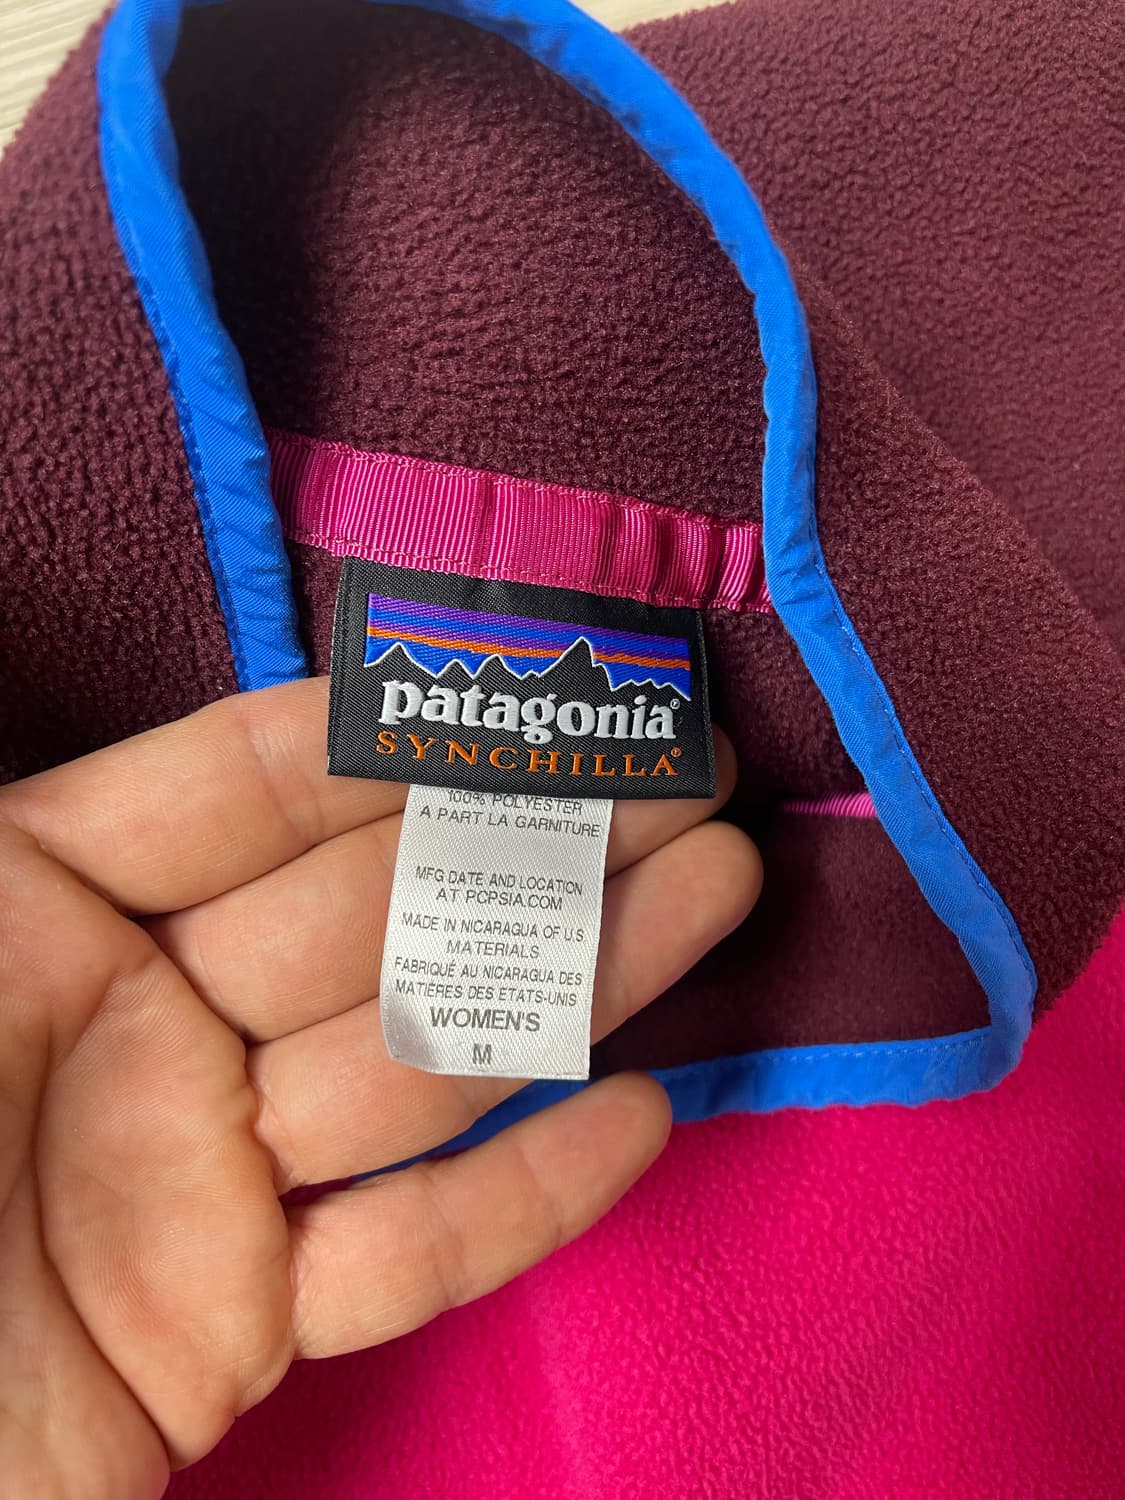 patagonia®
SYNCHILLA®
100% POLYESTER
A PART LA GARNITURE
MFG DATE AND LOCATION
AT PCPSIA.COM
MADE IN NICARAGUA OF U.S.
MATERIALS
FABRIQUÉ AU NICARAGUA DES
MATIÈRES DES ETATS-UNIS
WOMEN'S
M